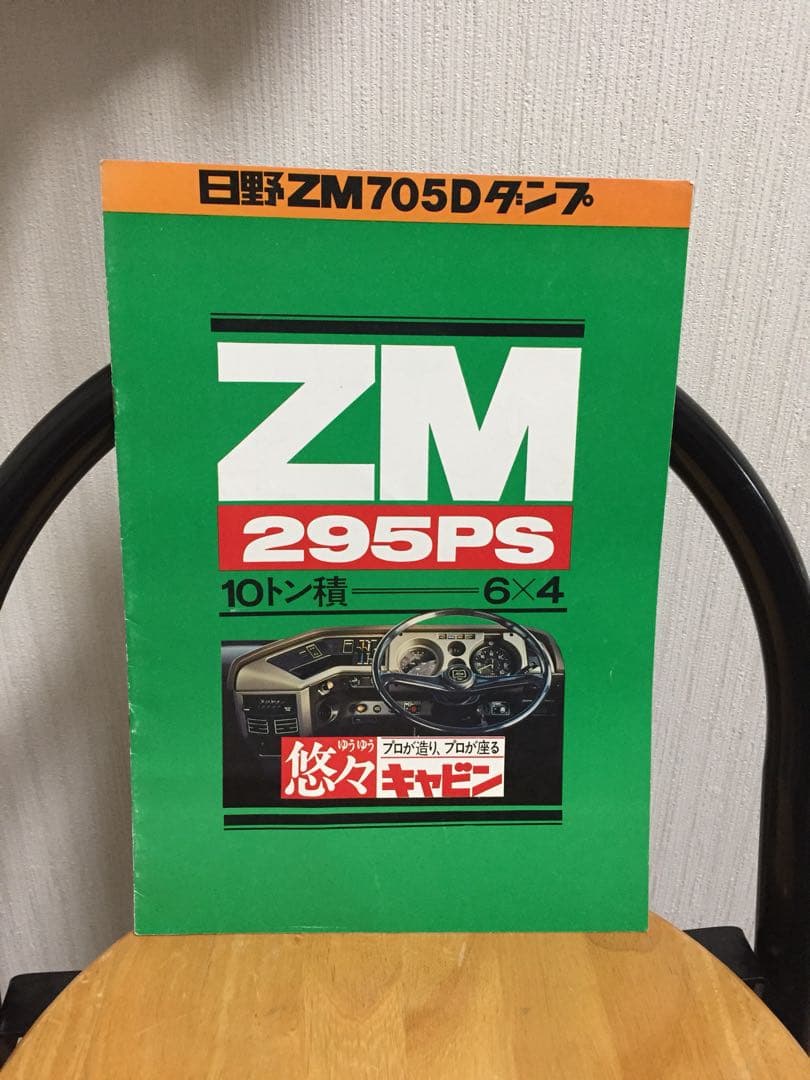 日野ZM705Dダンプ
ZM
295PS
10トン積 6×4
ゆうゆう
悠々
プロが造り、プロが座る
キャビン